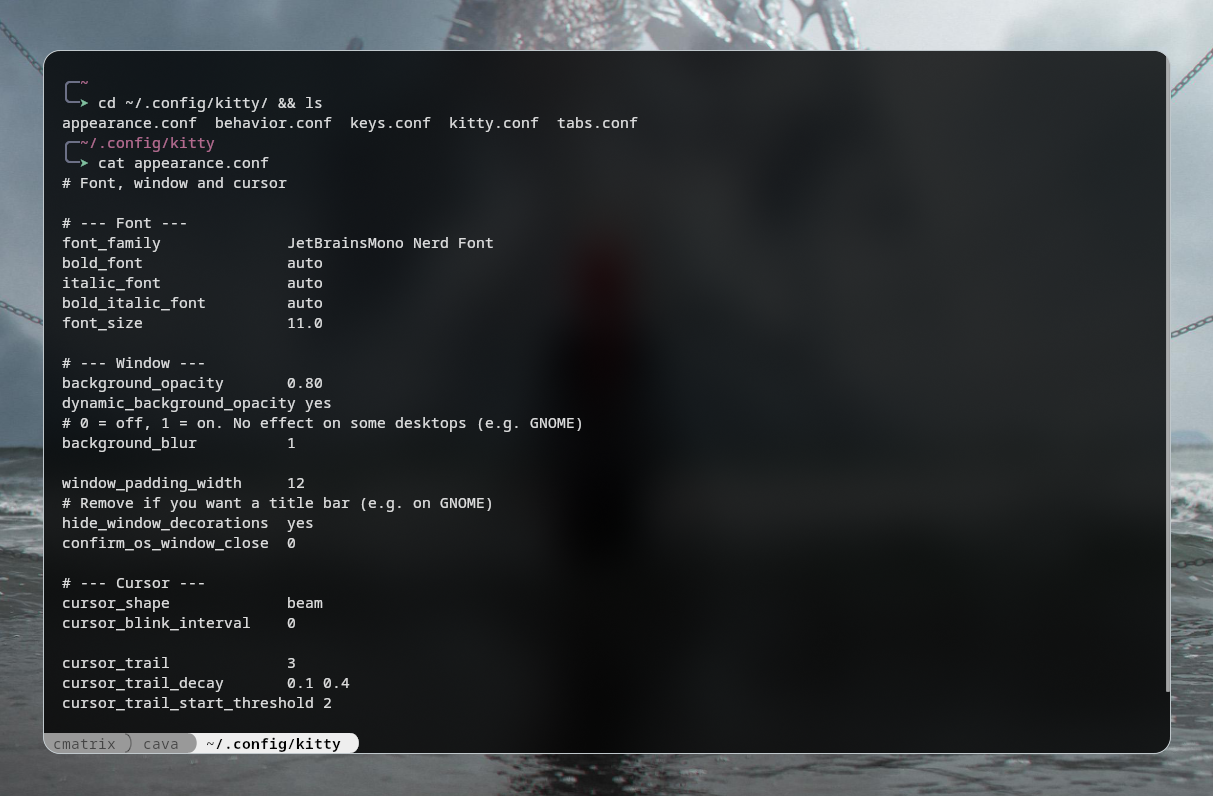 ~
➤ cd ~/.config/kitty/ && ls
appearance.conf  behavior.conf  keys.conf  kitty.conf  tabs.conf
~/.config/kitty
➤ cat appearance.conf
# Font, window and cursor

# --- Font ---
font_family              JetBrainsMono Nerd Font
bold_font                auto
italic_font              auto
bold_italic_font         auto
font_size                11.0

# --- Window ---
background_opacity       0.80
dynamic_background_opacity yes
# 0 = off, 1 = on. No effect on some desktops (e.g. GNOME)
background_blur          1

window_padding_width     12
# Remove if you want a title bar (e.g. on GNOME)
hide_window_decorations  yes
confirm_os_window_close  0

# --- Cursor ---
cursor_shape             beam
cursor_blink_interval    0

cursor_trail             3
cursor_trail_decay       0.1 0.4
cursor_trail_start_threshold 2

cmatrix  cava  ~/.config/kitty